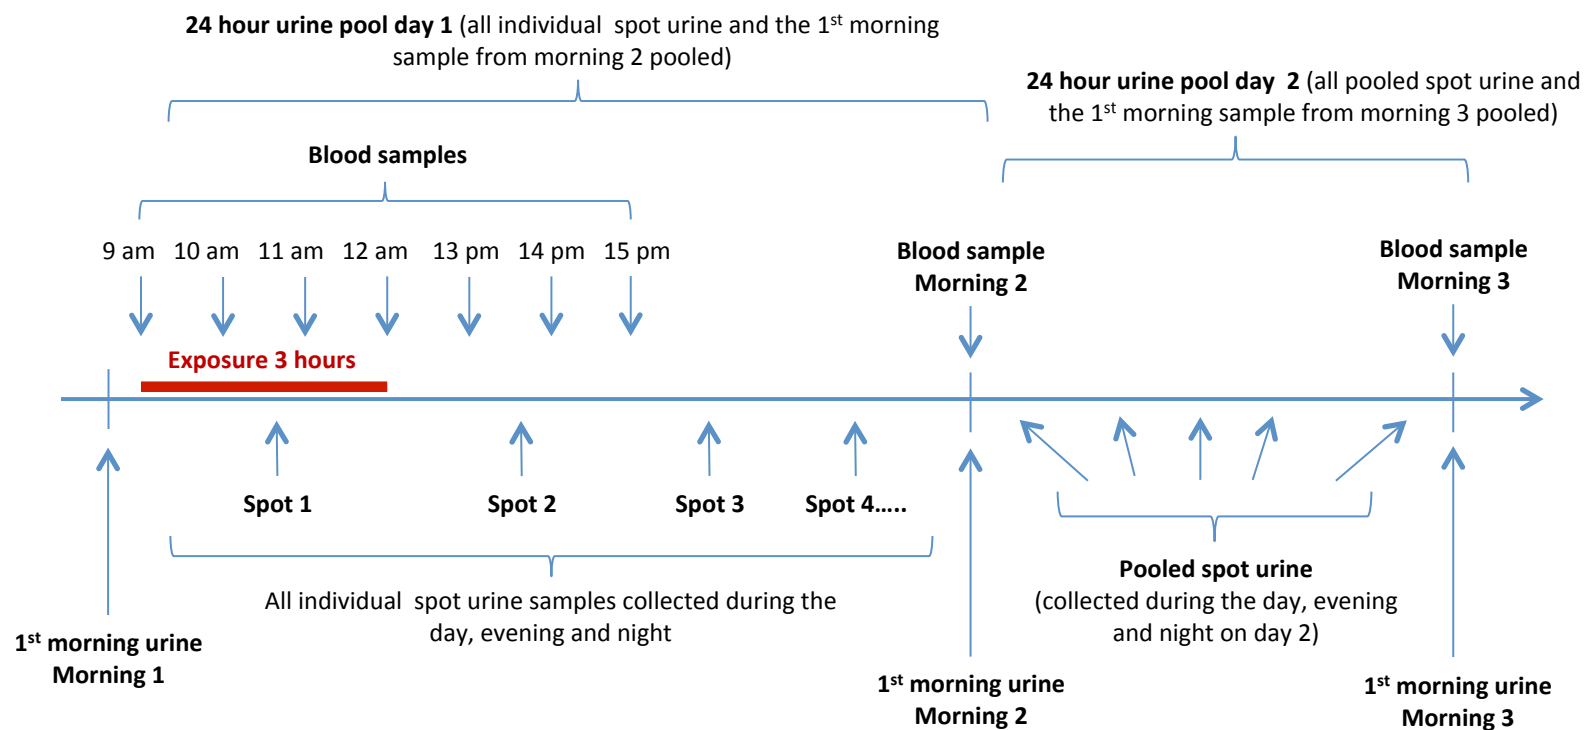 24 hour urine pool day 1 (all individual spot urine and the 1st morning
sample from morning 2 pooled)
24 hour urine pool day 2 (all pooled spot urine and
the 1st morning sample from morning 3 pooled)
Blood samples
9 am 10 am 11 am 12 am 13 pm 14 pm 15 pm
Blood sample
Morning 2
Blood sample
Morning 3
Exposure 3 hours
Spot 1 Spot 2 Spot 3 Spot 4.....
All individual spot urine samples collected during the
day, evening and night
Pooled spot urine
(collected during the day, evening
and night on day 2)
1st morning urine
Morning 1
1st morning urine
Morning 2
1st morning urine
Morning 3